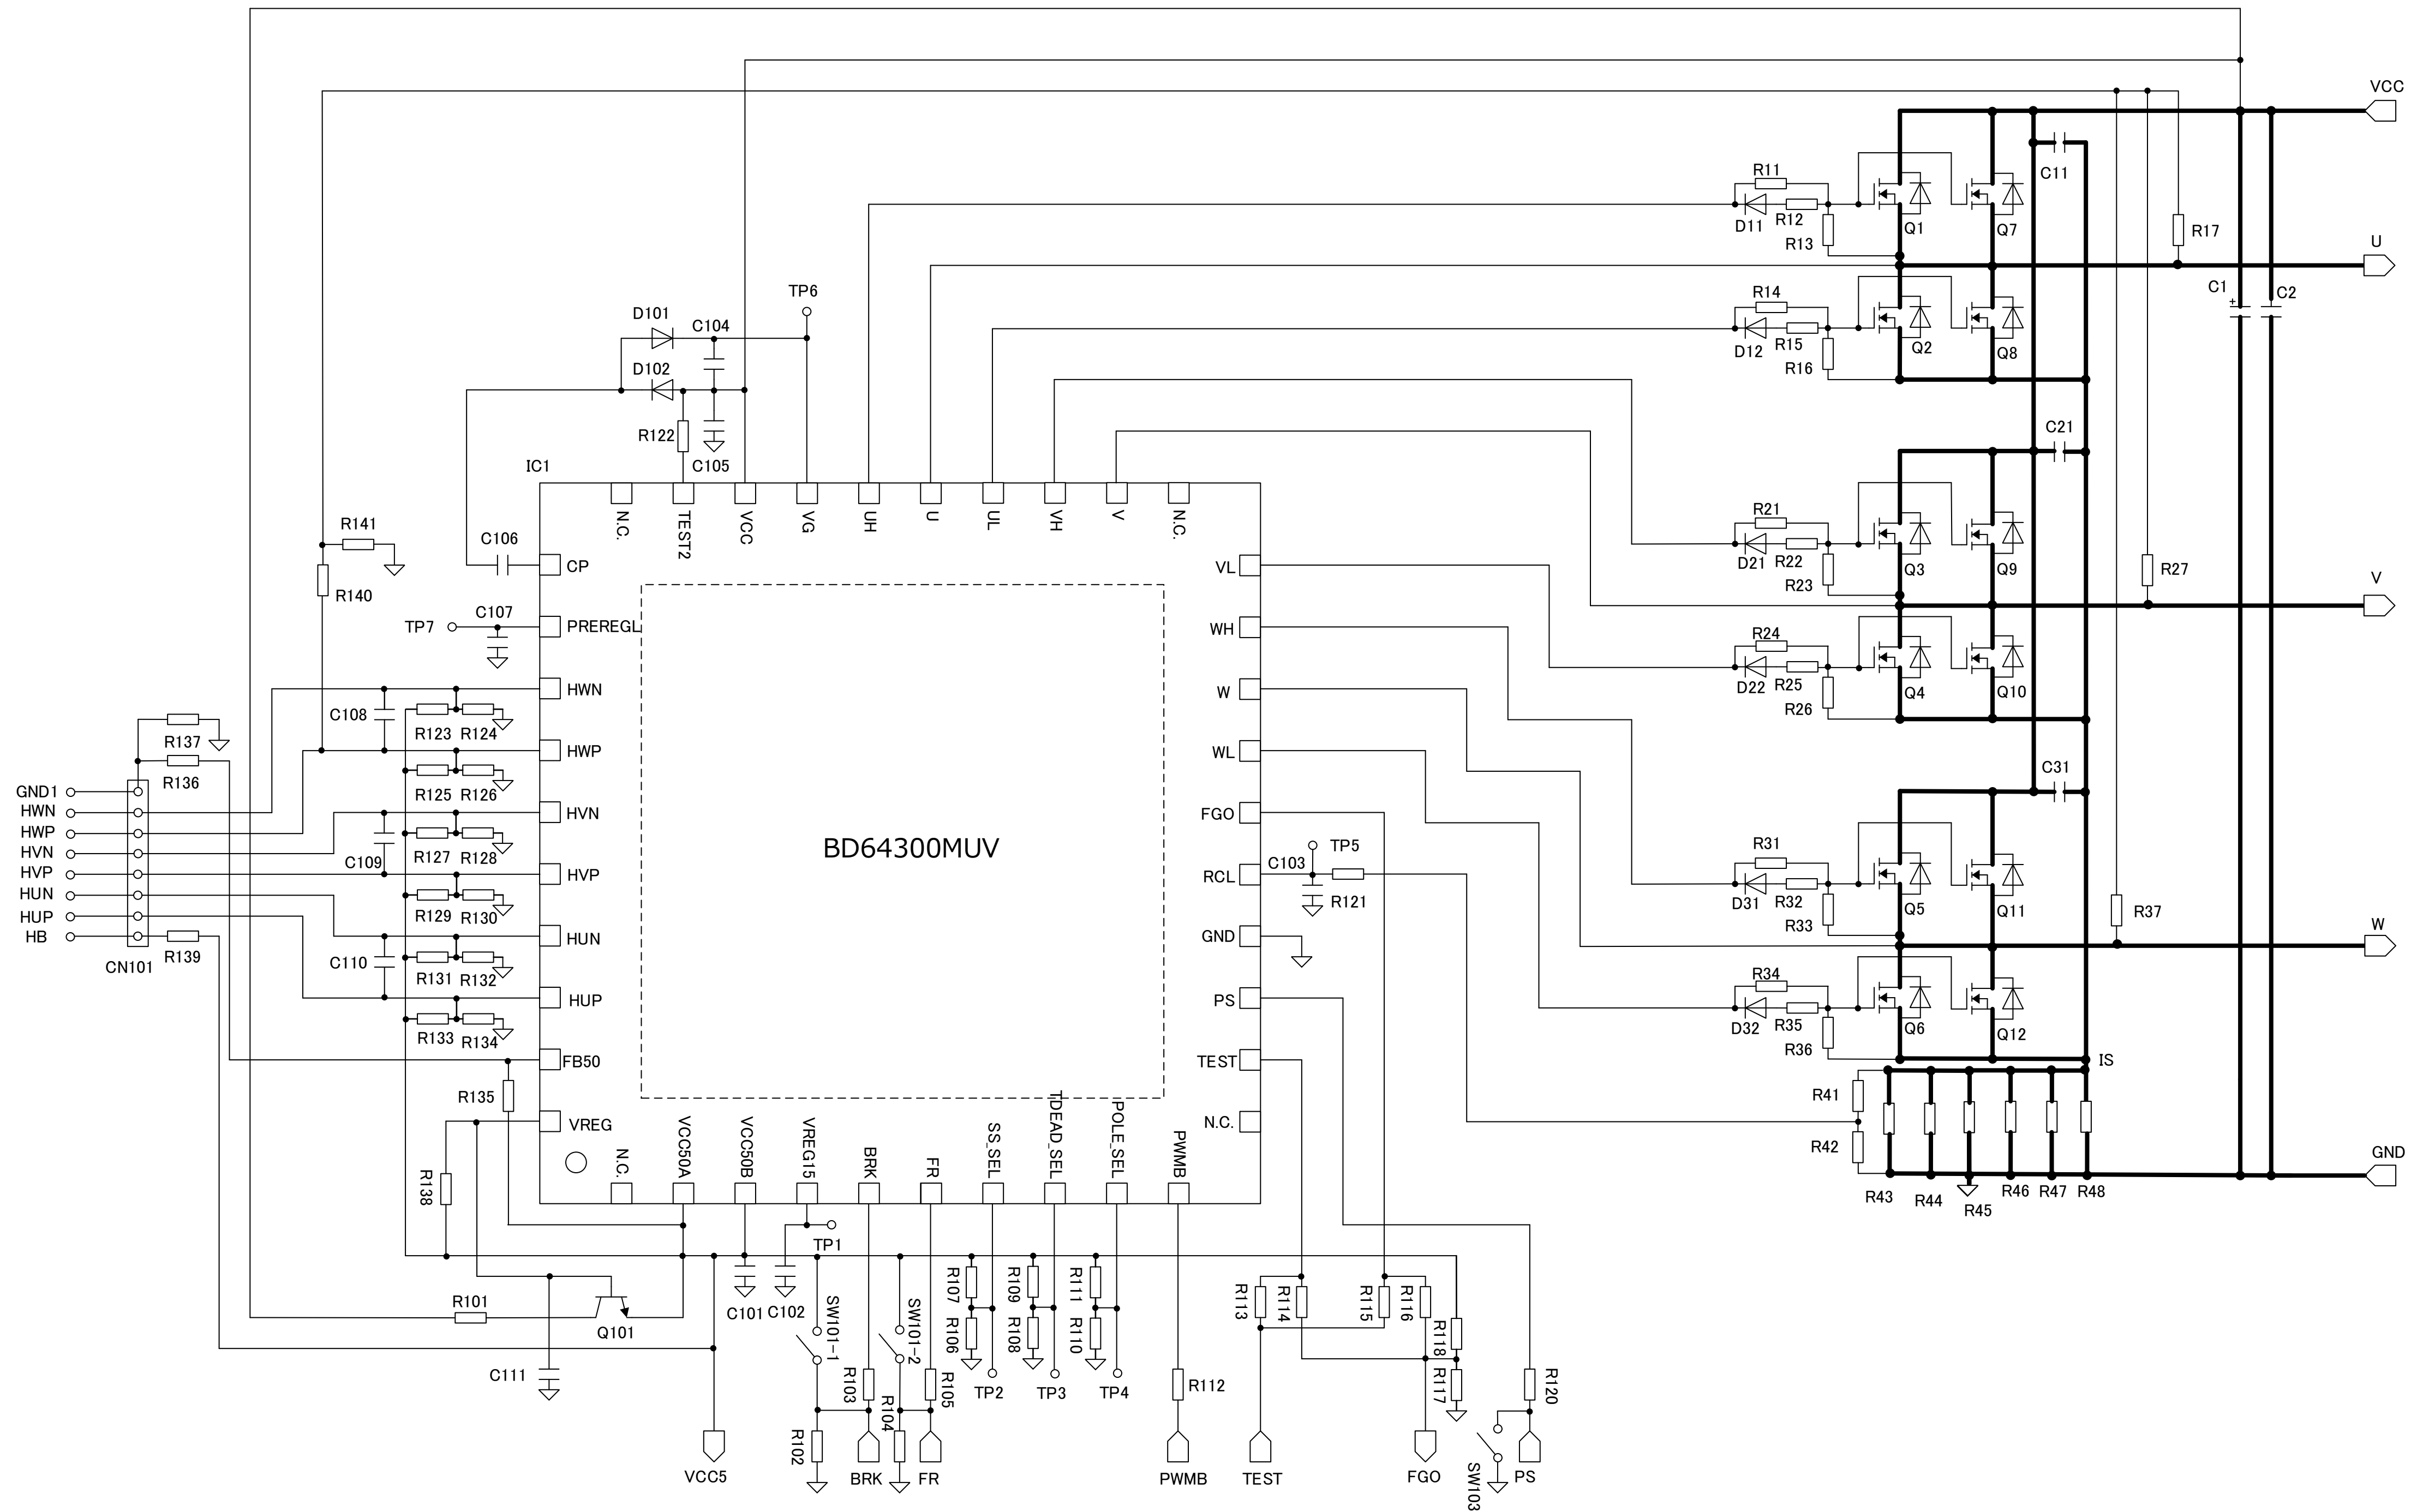 VCC
C11
R11
D11
R12
R13
Q1
Q7
R17
U
D101
C104
TP6
R14
D12
R15
R16
Q2
Q8
C1
+
C2
D102
R122
C105
IC1
C21
N.C.
TEST2
VCC
VG
UH
U
UL
VH
V
N.C.
R141
C106
CP
R140
R21
D21
R22
R23
Q3
Q9
R27
V
VL
C107
TP7
PREREGL
WH
R24
D22
R25
R26
Q4
Q10
HWN
W
C108
R123
R124
R137
HWP
WL
R136
R125
R126
C31
GND1
HWN
HWP
HVN
HVP
HUN
HUP
HB
CN101
R139
HVN
FGO
C109
R127
R128
BD64300MUV
HVP
RCL
C103
TP5
R121
R129
R130
R31
D31
R32
R33
Q5
Q11
R37
W
HUN
GND
C110
R131
R132
HUP
PS
R133
R134
R34
D32
R35
R36
Q6
Q12
FB50
TEST
IS
R135
VREG
N.C.
R41
R42
R43
R44
R45
R46
R47
R48
GND
N.C.
VCC50A
VCC50B
VREG15
BRK
FR
SS_SEL
TDEAD_SEL
POLE_SEL
PWMB
R138
TP1
R101
Q101
C101
C102
SW101-1
SW101-2
R107
R106
R109
R108
R111
R110
R113
R114
R115
R116
R118
R117
C111
R103
R105
R102
R104
TP2
TP3
TP4
R112
R120
SW103
VCC5
BRK
FR
PWMB
TEST
FGO
PS